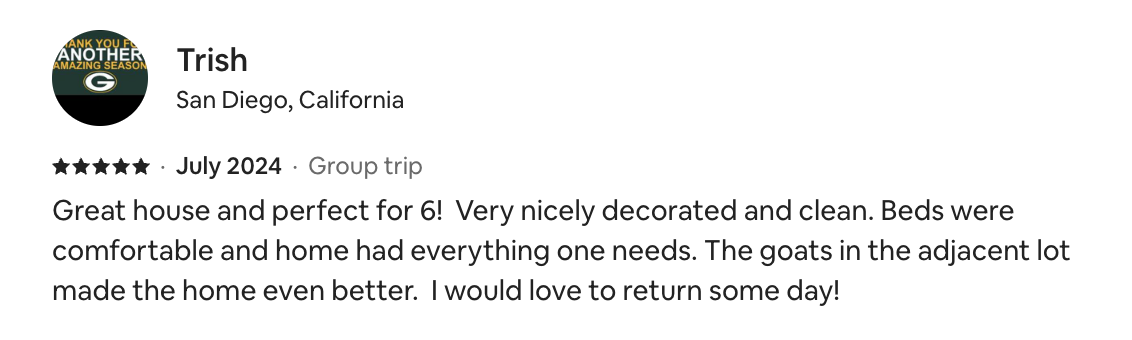 ANOTHER
AMAZING SEASON
G
Trish
San Diego, California
★★★★★ · July 2024 · Group trip
Great house and perfect for 6!  Very nicely decorated and clean. Beds were
comfortable and home had everything one needs. The goats in the adjacent lot
made the home even better.  I would love to return some day!